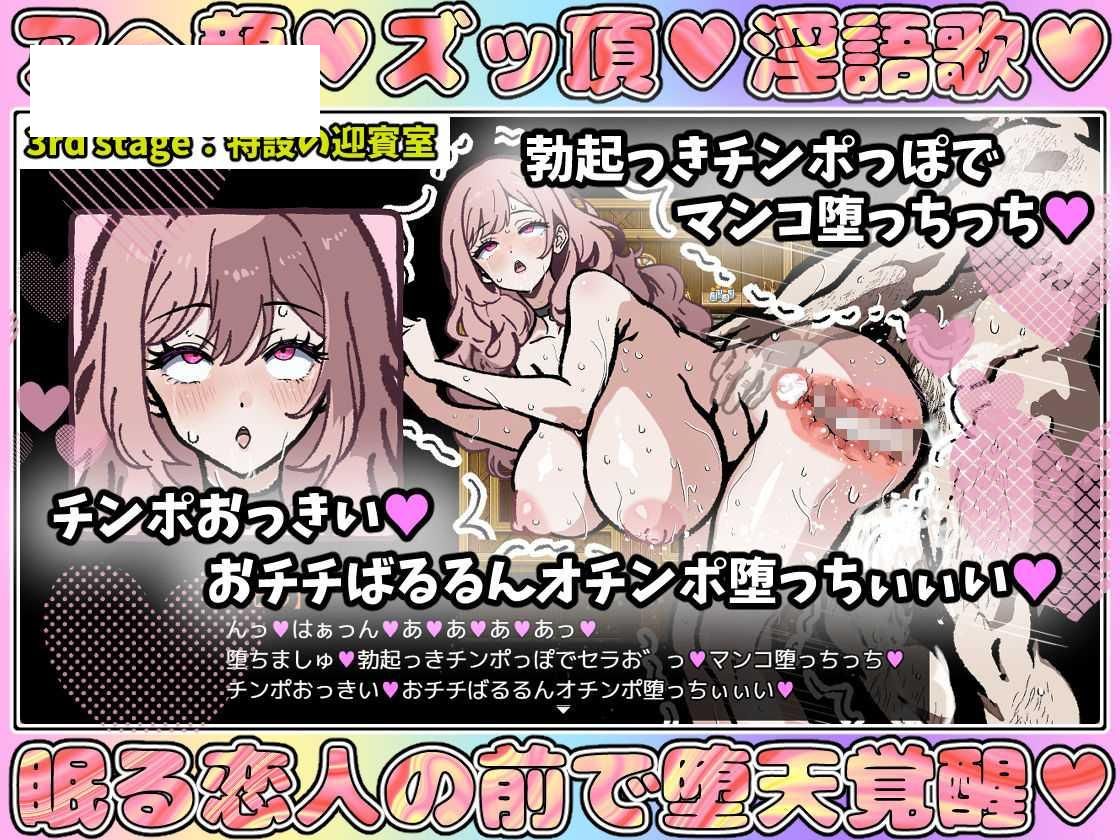 アヘ顔♥ズッ頂♥淫語歌♥
3rd stage：特設の迎賓室
勃起っきチンポっぽで
マンコ堕っちっち♥
チンポおっきい♥
おチチばるるんオチンポ堕っちぃぃぃい♥
んっ♥はぁっん♥あ♥あ♥あ♥あっ♥
堕ちましゅ♥勃起っきチンポっぽでセラお゛っ♥マンコ堕っちっち♥
チンポおっきい♥おチチばるるんオチンポ堕っちぃぃぃい♥
眠る恋人の前で堕天覚醒♥